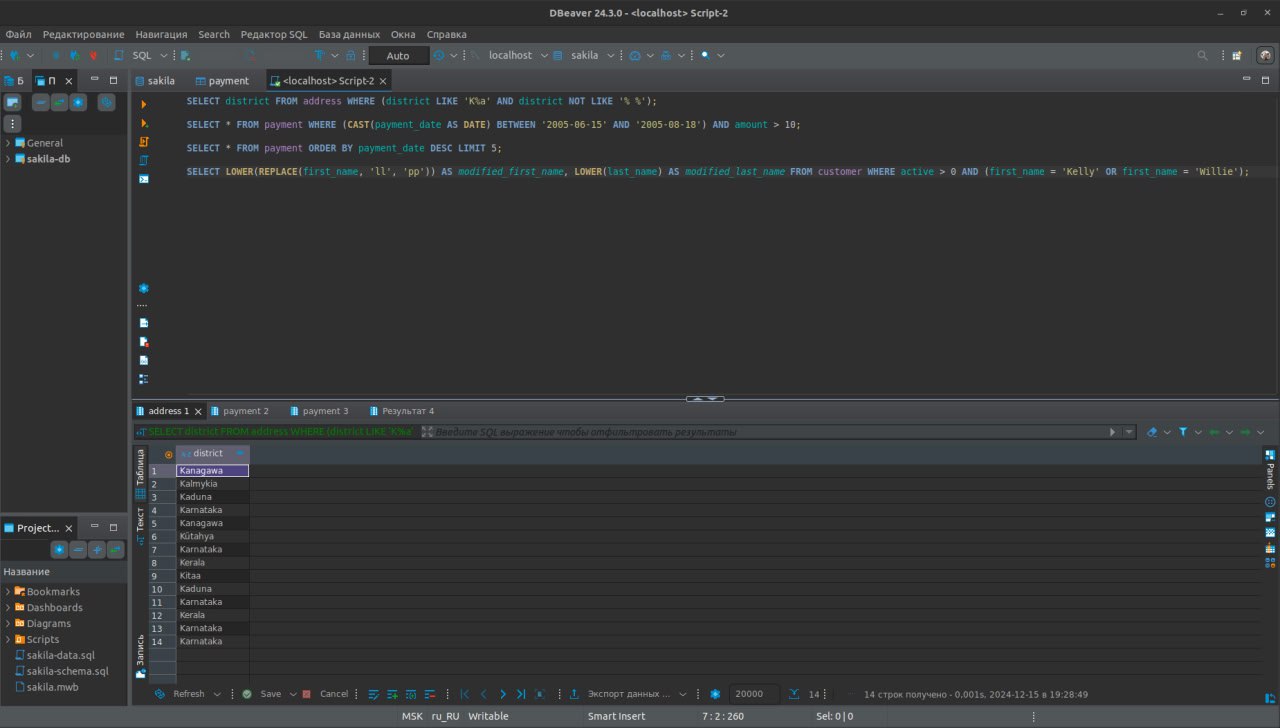 DBeaver 24.3.0 - <localhost> Script-2
Файл Редактирование Навигация Search Редактор SQL База данных Окна Справка
SQL Auto localhost sakila
Б П sakila payment <localhost> Script-2
SELECT district FROM address WHERE (district LIKE 'K%a' AND district NOT LIKE '% %');
SELECT * FROM payment WHERE (CAST(payment_date AS DATE) BETWEEN '2005-06-15' AND '2005-08-18') AND amount > 10;
SELECT * FROM payment ORDER BY payment_date DESC LIMIT 5;
SELECT LOWER(REPLACE(first_name, 'll', 'pp')) AS modified_first_name, LOWER(last_name) AS modified_last_name FROM customer WHERE active > 0 AND (first_name = 'Kelly' OR first_name = 'Willie');
General
sakila-db
address 1 payment 2 payment 3 Результат 4
SELECT district FROM address WHERE (district LIKE 'K%a' Введите SQL выражение чтобы отфильтровать результаты
Таблица
Текст
Запись
Panels
district
1 Kanagawa
2 Kalmykia
3 Kaduna
4 Karnataka
5 Kanagawa
6 Kütahya
7 Karnataka
8 Kerala
9 Kitaa
10 Kaduna
11 Karnataka
12 Kerala
13 Karnataka
14 Karnataka
Project...
Название
Bookmarks
Dashboards
Diagrams
Scripts
sakila-data.sql
sakila-schema.sql
sakila.mwb
Refresh Save Cancel Экспорт данных ... 20000 14 14 строк получено - 0,001s, 2024-12-15 в 19:28:49
MSK ru_RU Writable Smart Insert 7 : 2 : 260 Sel: 0 | 0